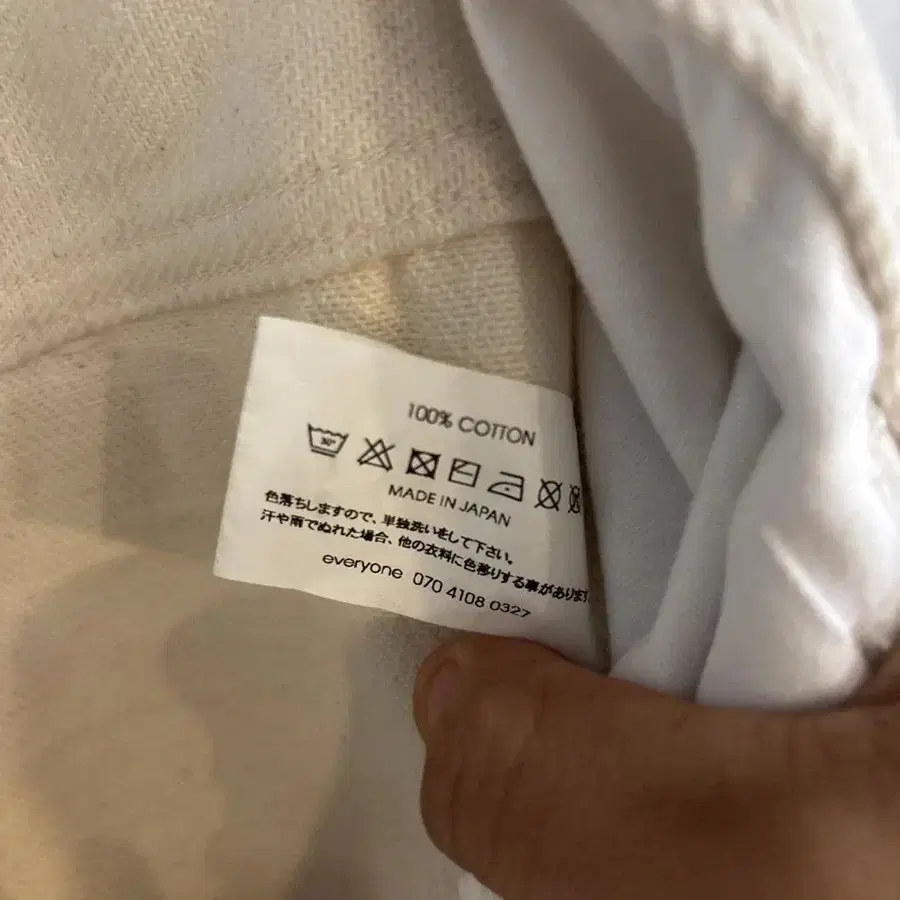 100% COTTON
30°
MADE IN JAPAN
色落ちしますので、単独洗いをして下さい。
汗や雨でぬれた場合、他の衣料に色移りする事があります
everyone 070 4108 0327